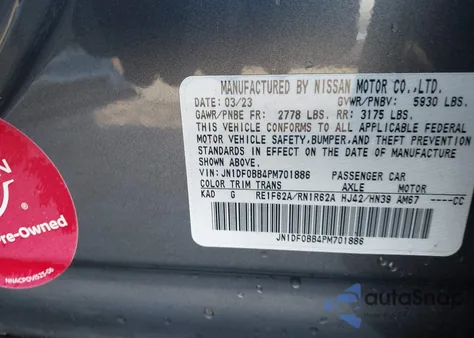 MANUFACTURED BY NISSAN MOTOR CO.,LTD.
DATE: 03/23 GVWR/PNBV: 5930 LBS.
GAWR/PNBE FR: 2778 LBS. RR: 3175 LBS.
THIS VEHICLE CONFORMS TO ALL APPLICABLE FEDERAL
MOTOR VEHICLE SAFETY,BUMPER,AND THEFT PREVENTION
STANDARDS IN EFFECT ON THE DATE OF MANUFACTURE
SHOWN ABOVE.
VIN: JN1DF0BB4PM701886 PASSENGER CAR
COLOR TRIM TRANS AXLE MOTOR
KAD G RE1F62A/RN1R62A HJ42/HN39 AM67 ----CC
JN1DF0BB4PM701886
N
e-Owned
autoSnap